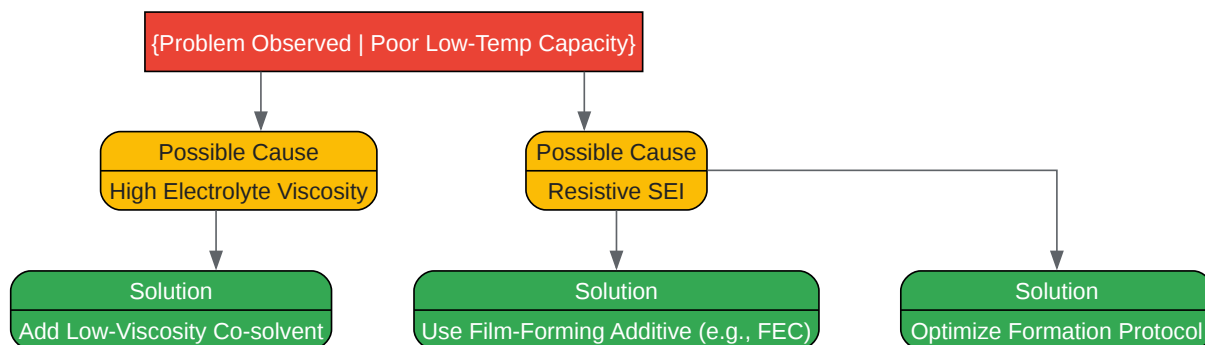 {Problem Observed | Poor Low-Temp Capacity}
Possible Cause
High Electrolyte Viscosity
Possible Cause
Resistive SEI
Solution
Add Low-Viscosity Co-solvent
Solution
Use Film-Forming Additive (e.g., FEC)
Solution
Optimize Formation Protocol